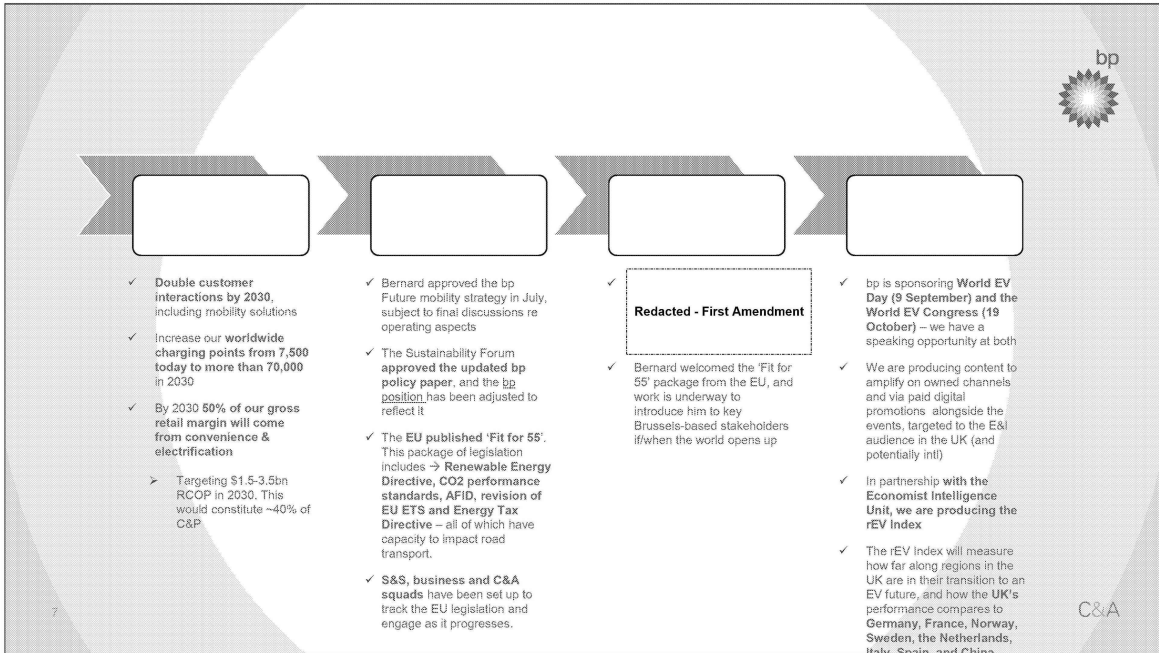 bp
✓ Double customer
interactions by 2030,
including mobility solutions
✓ Increase our worldwide
charging points from 7,500
today to more than 70,000
in 2030
✓ By 2030 50% of our gross
retail margin will come
from convenience &
electrification
➢ Targeting $1.5-3.5bn
RCOP in 2030. This
would constitute ~40% of
C&P
✓ Bernard approved the bp
Future mobility strategy in July,
subject to final discussions re
operating aspects
✓ The Sustainability Forum
approved the updated bp
policy paper, and the bp
position has been adjusted to
reflect it
✓ The EU published ‘Fit for 55’.
This package of legislation
includes → Renewable Energy
Directive, CO2 performance
standards, AFID, revision of
EU ETS and Energy Tax
Directive – all of which have
capacity to impact road
transport.
✓ S&S, business and C&A
squads have been set up to
track the EU legislation and
engage as it progresses.
✓
Redacted - First Amendment
✓ Bernard welcomed the ‘Fit for
55’ package from the EU, and
work is underway to
introduce him to key
Brussels-based stakeholders
if/when the world opens up
✓ bp is sponsoring World EV
Day (9 September) and the
World EV Congress (19
October) – we have a
speaking opportunity at both
✓ We are producing content to
amplify on owned channels
and via paid digital
promotions alongside the
events, targeted to the E&I
audience in the UK (and
potentially intl)
✓ In partnership with the
Economist Intelligence
Unit, we are producing the
rEV Index
✓ The rEV Index will measure
how far along regions in the
UK are in their transition to an
EV future, and how the UK's
performance compares to
Germany, France, Norway,
Sweden, the Netherlands,
Italy, Spain, and China
7
C&A